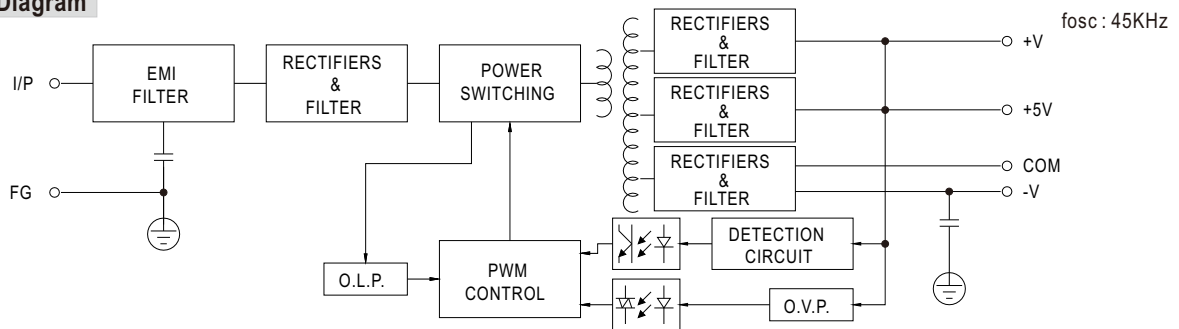 Diagram
fosc : 45KHz
I/P
EMI
FILTER
RECTIFIERS
&
FILTER
POWER
SWITCHING
RECTIFIERS
&
FILTER
+V
RECTIFIERS
&
FILTER
+5V
RECTIFIERS
&
FILTER
COM
-V
FG
O.L.P.
PWM
CONTROL
DETECTION
CIRCUIT
O.V.P.